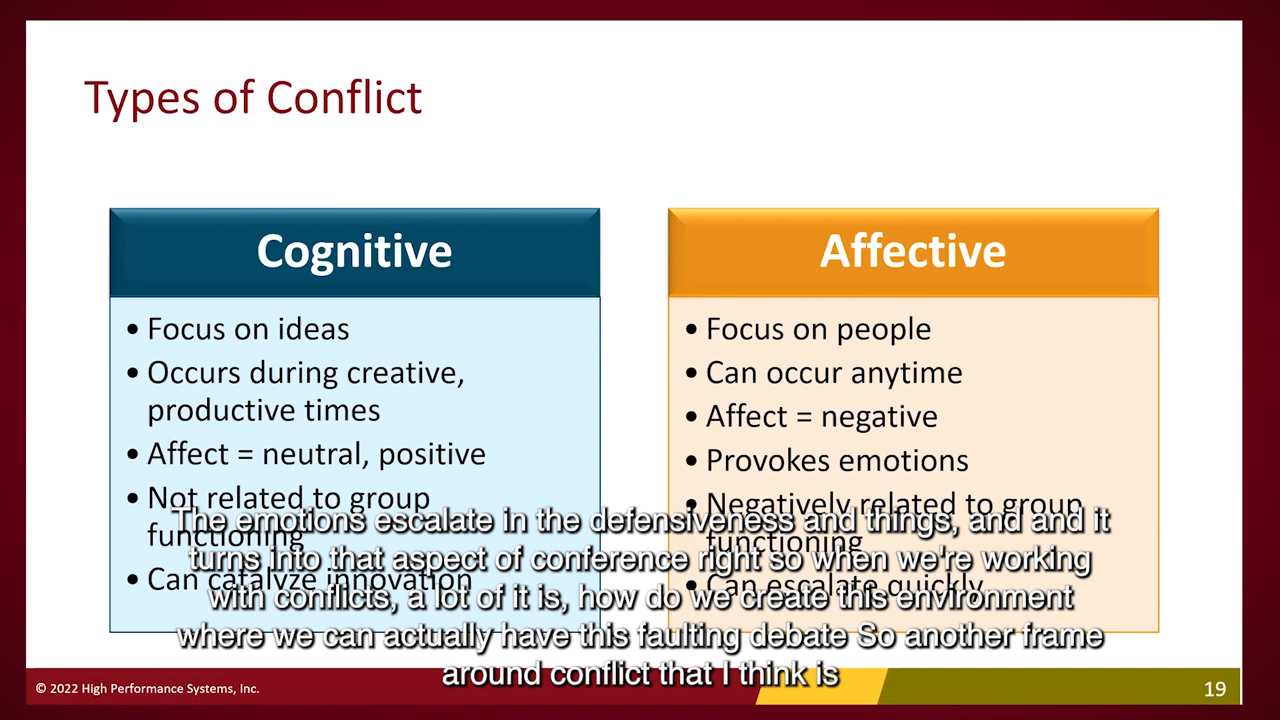 Types of Conflict
Cognitive
• Focus on ideas
• Occurs during creative,
productive times
• Affect = neutral, positive
• Not related to group
functioning
• Can catalyze innovation
Affective
• Focus on people
• Can occur anytime
• Affect = negative
• Provokes emotions
• Negatively related to group
functioning
• Can escalate quickly
The emotions escalate in the defensiveness and things, and and it
turns into that aspect of conference right so when we're working
with conflicts, a lot of it is, how do we create this environment
where we can actually have this faulting debate So another frame
around conflict that I think is
© 2022 High Performance Systems, Inc.
19